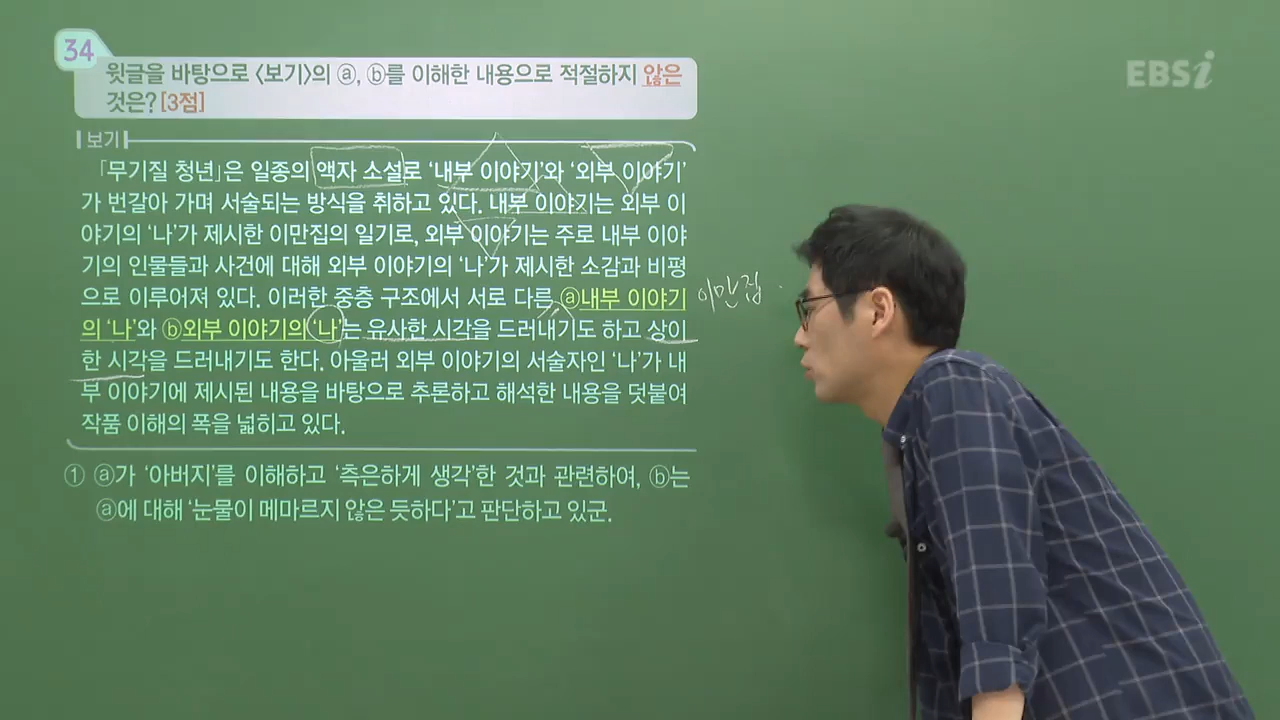 34
EBSi
윗글을 바탕으로 〈보기〉의 ⓐ, ⓑ를 이해한 내용으로 적절하지 않은
것은? [3점]
보기
「무기질 청년」은 일종의 액자 소설로 ‘내부 이야기’와 ‘외부 이야기’
가 번갈아 가며 서술되는 방식을 취하고 있다. 내부 이야기는 외부 이
야기의 ‘나’가 제시한 이만집의 일기로, 외부 이야기는 주로 내부 이야
기의 인물들과 사건에 대해 외부 이야기의 ‘나’가 제시한 소감과 비평
으로 이루어져 있다. 이러한 중층 구조에서 서로 다른 ⓐ내부 이야기
이만집
의 ‘나’와 ⓑ외부 이야기의 ‘나’는 유사한 시각을 드러내기도 하고 상이
한 시각을 드러내기도 한다. 아울러 외부 이야기의 서술자인 ‘나’가 내
부 이야기에 제시된 내용을 바탕으로 추론하고 해석한 내용을 덧붙여
작품 이해의 폭을 넓히고 있다.
① ⓐ가 ‘아버지’를 이해하고 ‘측은하게 생각’한 것과 관련하여, ⓑ는
ⓐ에 대해 ‘눈물이 메마르지 않은 듯하다’고 판단하고 있군.